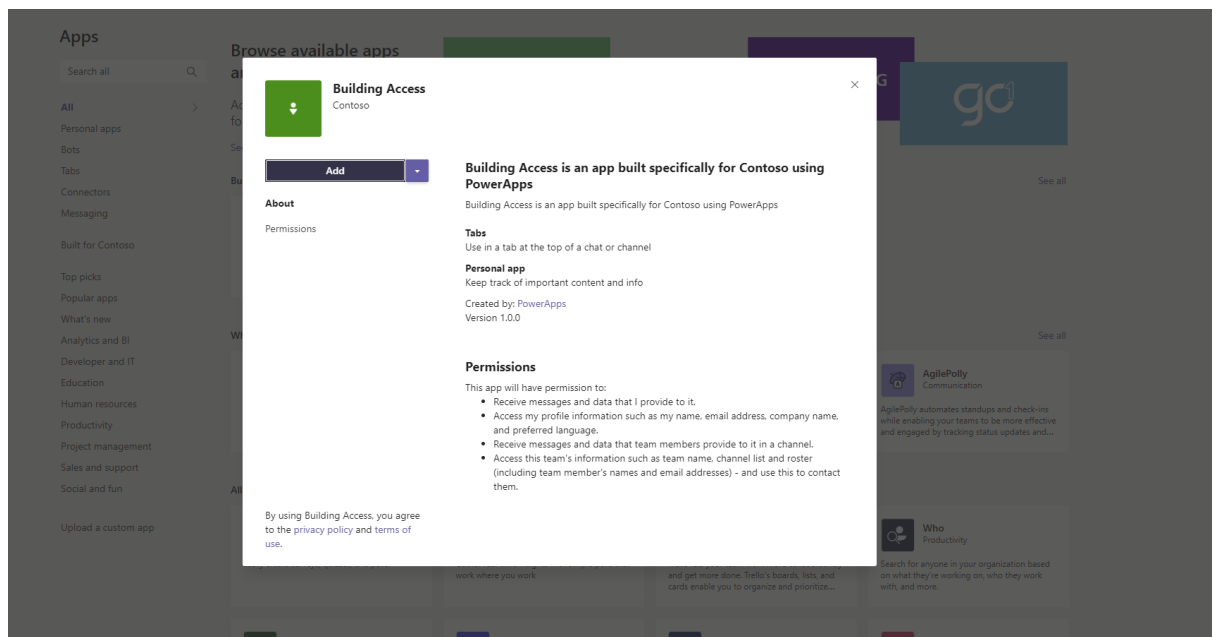 Apps
Search all
All
Personal apps
Bots
Tabs
Connectors
Messaging
Built for Contoso
Top picks
Popular apps
What's new
Analytics and BI
Developer and IT
Education
Human resources
Productivity
Project management
Sales and support
Social and fun
Upload a custom app
Browse available apps
G
go1
See all
Building Access
Contoso
Add
About
Permissions
By using Building Access, you agree
to the privacy policy and terms of
use.
Building Access is an app built specifically for Contoso using
PowerApps
Building Access is an app built specifically for Contoso using PowerApps
Tabs
Use in a tab at the top of a chat or channel
Personal app
Keep track of important content and info
Created by: PowerApps
Version 1.0.0
Permissions
This app will have permission to:
• Receive messages and data that I provide to it.
• Access my profile information such as my name, email address, company name,
and preferred language.
• Receive messages and data that team members provide to it in a channel.
• Access this team's information such as team name, channel list and roster
(including team member's names and email addresses) - and use this to contact
them.
See all
AgilePolly
Communication
AgilePolly automates standups and check-ins
while enabling your teams to be more effective
and engaged by tracking status updates and...
All
Who
Productivity
Search for anyone in your organization based
on what they're working on, who they work
with, and more.
work where you work
and get more done. Trello's boards, lists, and
cards enable you to organize and prioritize...